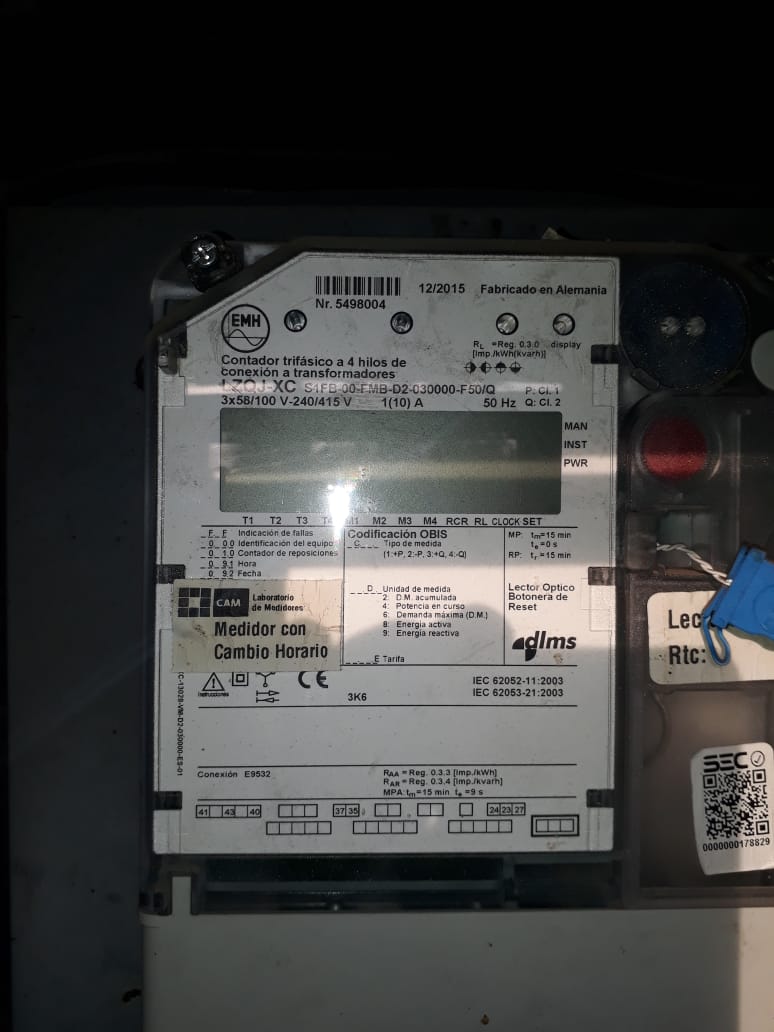 12/2015 Fabricado en Alemania
Nr. 5498004
EMH
RL =Reg. 0.3.0 display
[Imp./kWh(kvarh)]
Contador trifásico a 4 hilos de
conexión a transformadores
LZQJ-XC S1FB-00-FMB-D2-030000-F50/Q P: Cl. 1
3x58/100 V-240/415 V 1(10) A 50 Hz Q: Cl. 2
MAN
INST
PWR
T1 T2 T3 T4 M1 M2 M3 M4 RCR RL CLOCK SET
F F Indicación de fallas
0 0.0 Identificación del equipo
0 1.0 Contador de reposiciones
0 9.1 Hora
0 9.2 Fecha
Codificación OBIS
C Tipo de medida
(1:+P, 2:-P, 3:+Q, 4:-Q)
D Unidad de medida
2: D.M. acumulada
4: Potencia en curso
6: Demanda máxima (D.M.)
8: Energía activa
9: Energía reactiva
E Tarifa
MP: tm=15 min
te=0 s
RP: tr=15 min
Lector Optico
Botonera de
Reset
dlms
CAM Laboratorio
de Medidores
Medidor con
Cambio Horario
Rtc:
Instrucciones
CE
3K6
IEC 62052-11:2003
IEC 62053-21:2003
Conexión E9532
RAA = Reg. 0.3.3 [Imp./kWh]
RAR = Reg. 0.3.4 [Imp./kvarh]
MPA: tm=15 min te=9 s
41 43 40 37 35 24 23 27
SEC
0000000178829